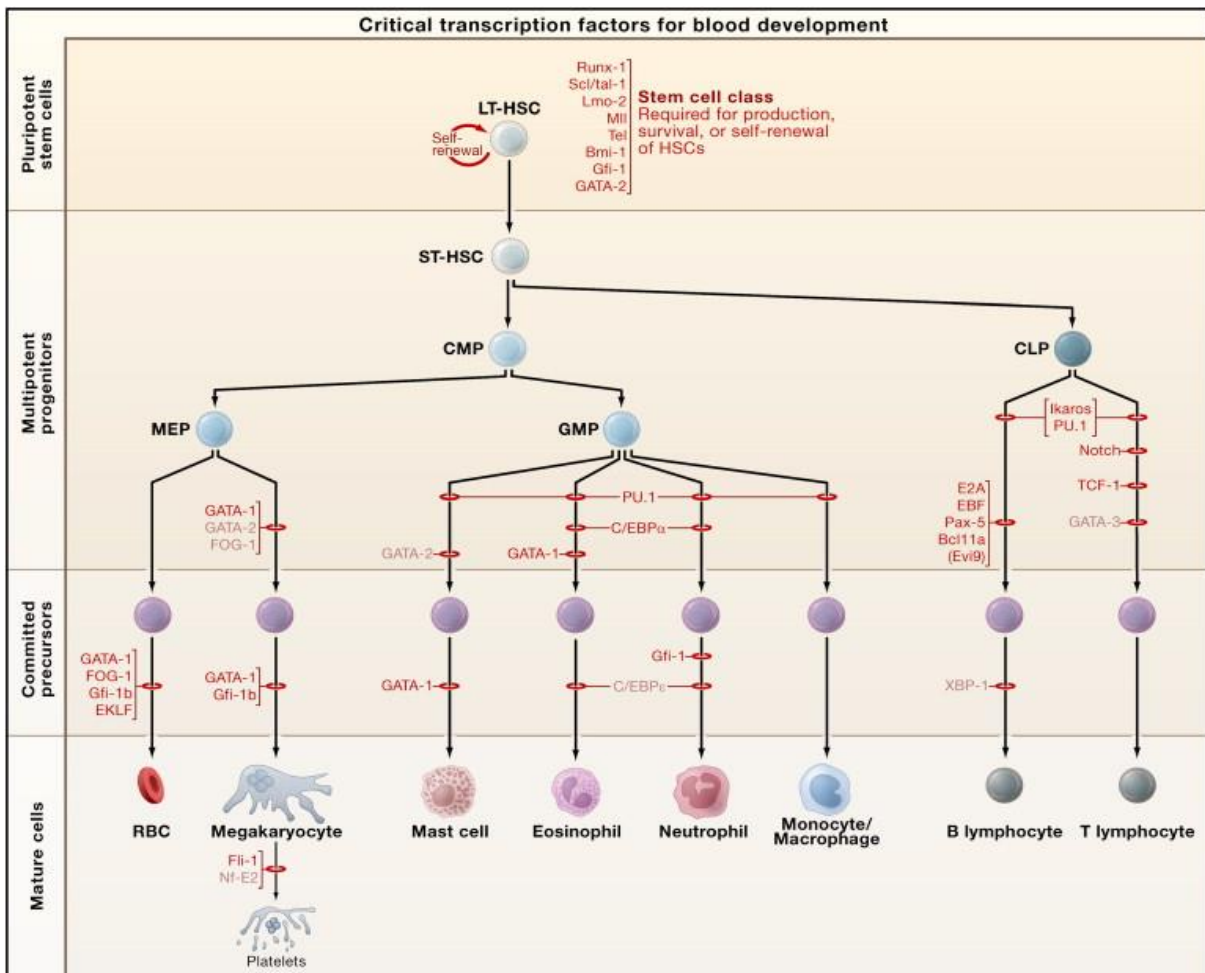 Critical transcription factors for blood development
Pluripotent
stem cells
LT-HSC
Self-
renewal
Runx-1
Scl/tal-1
Lmo-2
Mll
Tel
Bmi-1
Gfi-1
GATA-2
Stem cell class
Required for production,
survival, or self-renewal
of HSCs
Multipotent
progenitors
ST-HSC
CMP
CLP
MEP
GMP
GATA-1
GATA-2
FOG-1
PU.1
C/EBPα
GATA-2
GATA-1
Ikaros
PU.1
Notch
TCF-1
GATA-3
E2A
EBF
Pax-5
Bcl11a
(Evi9)
Committed
precursors
GATA-1
FOG-1
Gfi-1b
EKLF
GATA-1
Gfi-1b
GATA-1
Gfi-1
C/EBPε
XBP-1
Mature cells
RBC
Megakaryocyte
Mast cell
Eosinophil
Neutrophil
Monocyte/
Macrophage
B lymphocyte
T lymphocyte
Fli-1
Nf-E2
Platelets